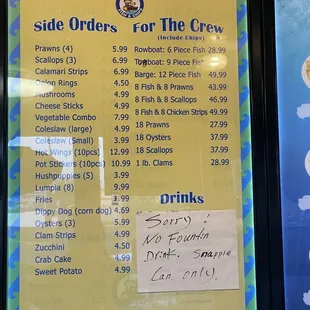 Side Orders
Prawns (4) 5.99
Scallops (3) 6.99
Calamari Strips 6.99
Onion Rings 4.50
Mushrooms 4.99
Cheese Sticks 4.99
Vegetable Combo 7.99
Coleslaw (large) 4.99
Coleslaw (Small) 3.99
Hot Wings (10pcs) 12.99
Pot Stickers (10pcs) 10.99
Hushpuppies (5) 3.99
Lumpia (8) 9.99
Fries 3.99
Dippy Dog (corn dog) 4.69
Oysters (3) 5.99
Clam Strips 4.99
Zucchini 4.50
Crab Cake 4.99
Sweet Potato 4.99
For The Crew
(Include Chips)
Rowboat: 6 Piece Fish 28.99
9 Piece Fish
Barge: 12 Piece Fish 49.99
8 Fish & 8 Prawns 43.99
8 Fish & 8 Scallops 46.99
8 Fish & 8 Chicken Strips 49.99
18 Prawns 27.99
18 Oysters 37.99
18 Scallops 37.99
1 lb. Clams 28.99
Drinks
Sorry!
No Fountin
Drink. Snapple
Can only.